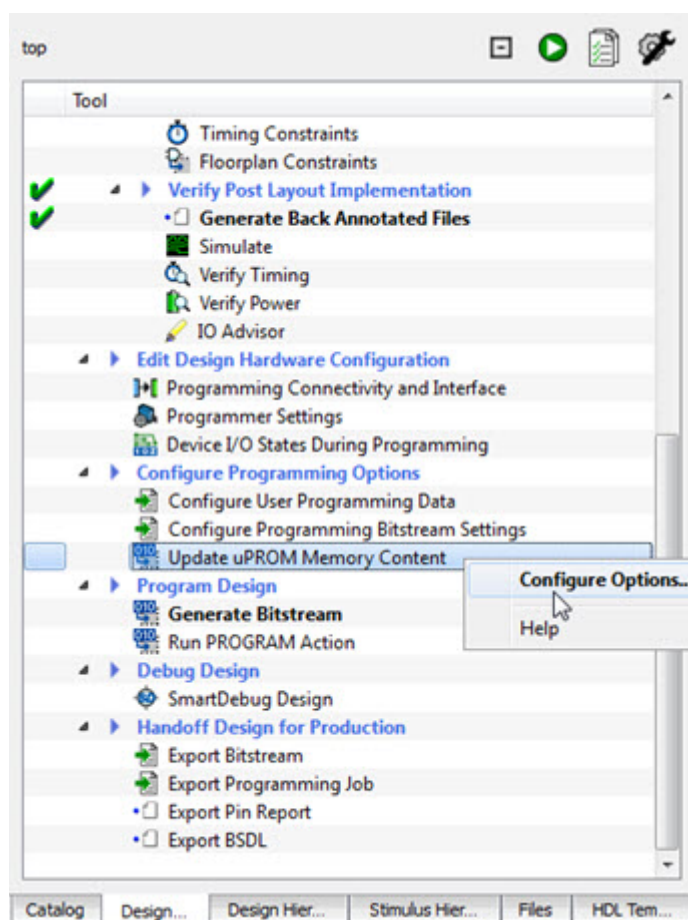 top
Tool
Timing Constraints
Floorplan Constraints
Verify Post Layout Implementation
Generate Back Annotated Files
Simulate
Verify Timing
Verify Power
IO Advisor
Edit Design Hardware Configuration
Programming Connectivity and Interface
Programmer Settings
Device I/O States During Programming
Configure Programming Options
Configure User Programming Data
Configure Programming Bitstream Settings
Update uPROM Memory Content
Configure Options...
Program Design
Generate Bitstream
Help
Run PROGRAM Action
Debug Design
SmartDebug Design
Handoff Design for Production
Export Bitstream
Export Programming Job
Export Pin Report
Export BSDL
Catalog Design... Design Hier... Stimulus Hier... Files HDL Tem...